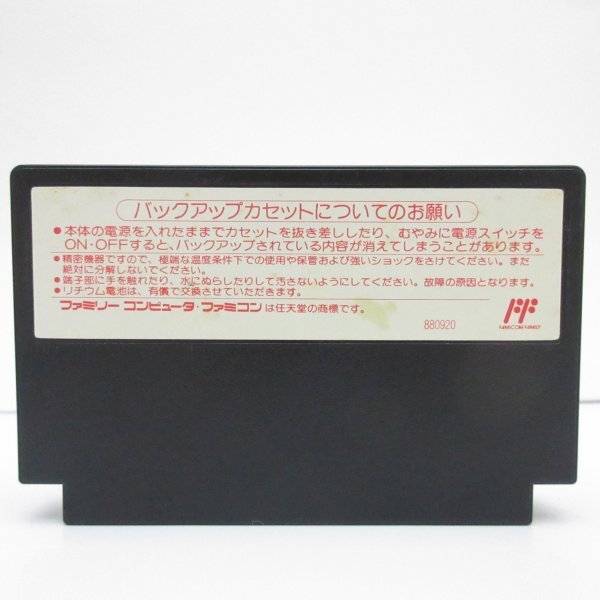 バックアップカセットについてのお願い
●本体の電源を入れたままでカセットを抜き差ししたり、むやみに電源スイッチを
ON・OFFすると、バックアップされている内容が消えてしまうことがあります。
●精密機器ですので、極端な温度条件下での使用や保管および強いショックをさけてください。また
絶対に分解しないでください。
●端子部に手を触れたり、水にぬらしたりして汚さないようにしてください。故障の原因となります。
●リチウム電池は、有償で交換させていただきます。
ファミリー コンピュータ・ファミコンは任天堂の商標です。
880920
FF
FAMICOM FAMILY